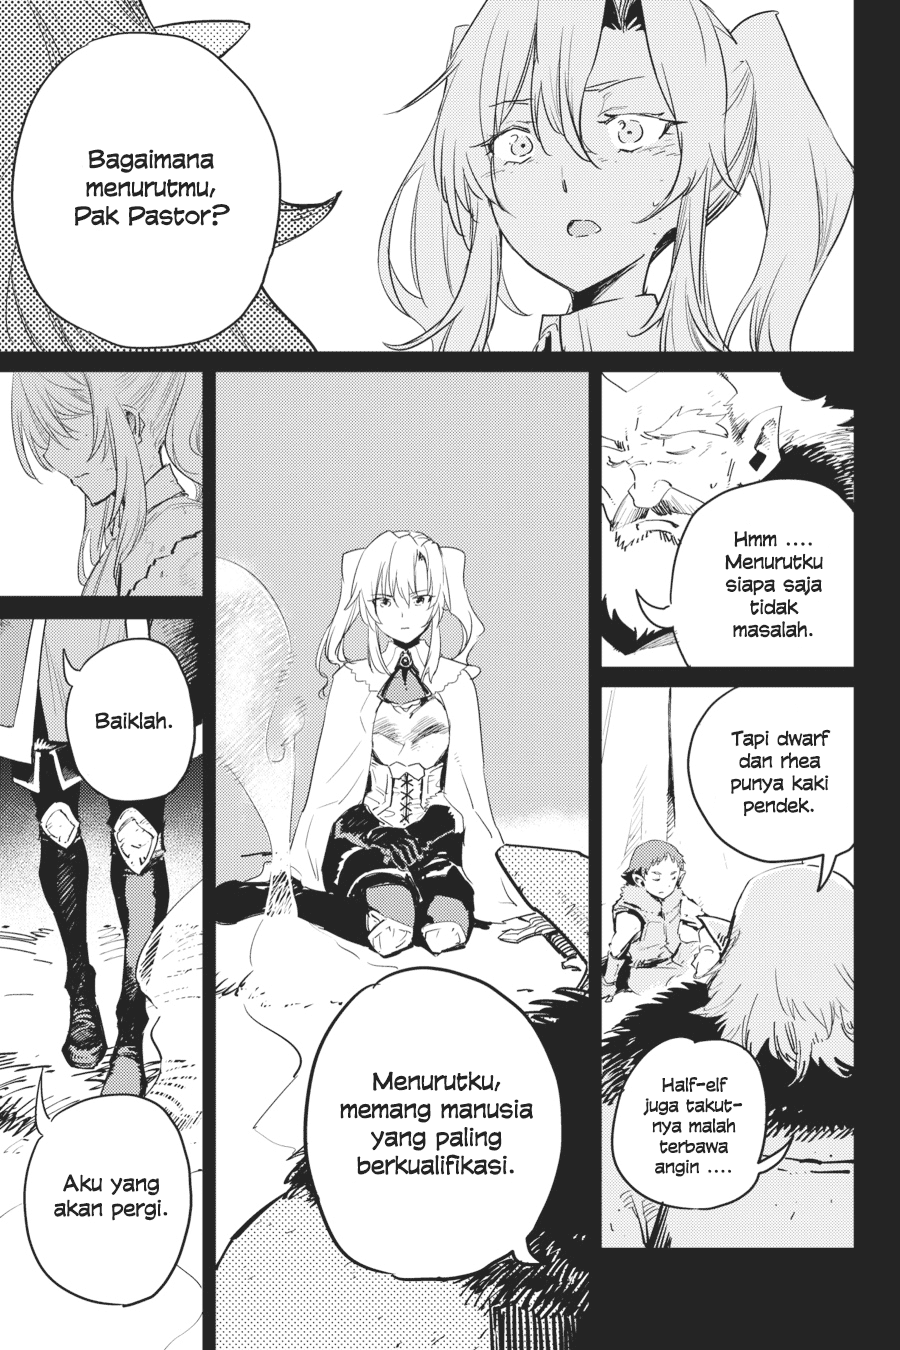 Bagaimana
menurutmu,
Pak Pastor?
Hmm ....
Menurutku
siapa saja
tidak
masalah.
Tapi dwarf
dan rhea
punya kaki
pendek.
Half-elf
juga takut-
nya malah
terbawa
angin ....
Menurutku,
memang manusia
yang paling
berkualifikasi.
Baiklah.
Aku yang
akan pergi.